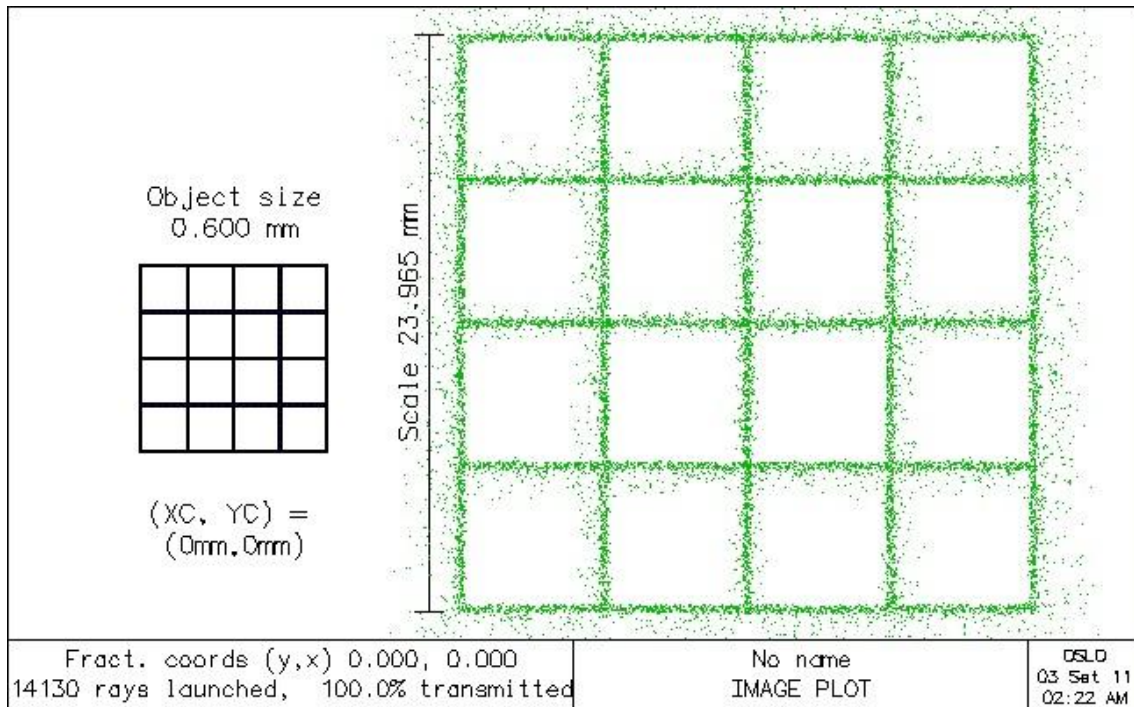 Object size
0.600 mm
(XC, YC) =
(0mm,0mm)
Scale 23.965 mm
Fract. coords (y,x) 0.000, 0.000
14130 rays launched, 100.0% transmitted
No name
IMAGE PLOT
OSLO
03 Set 11
02:22 AM